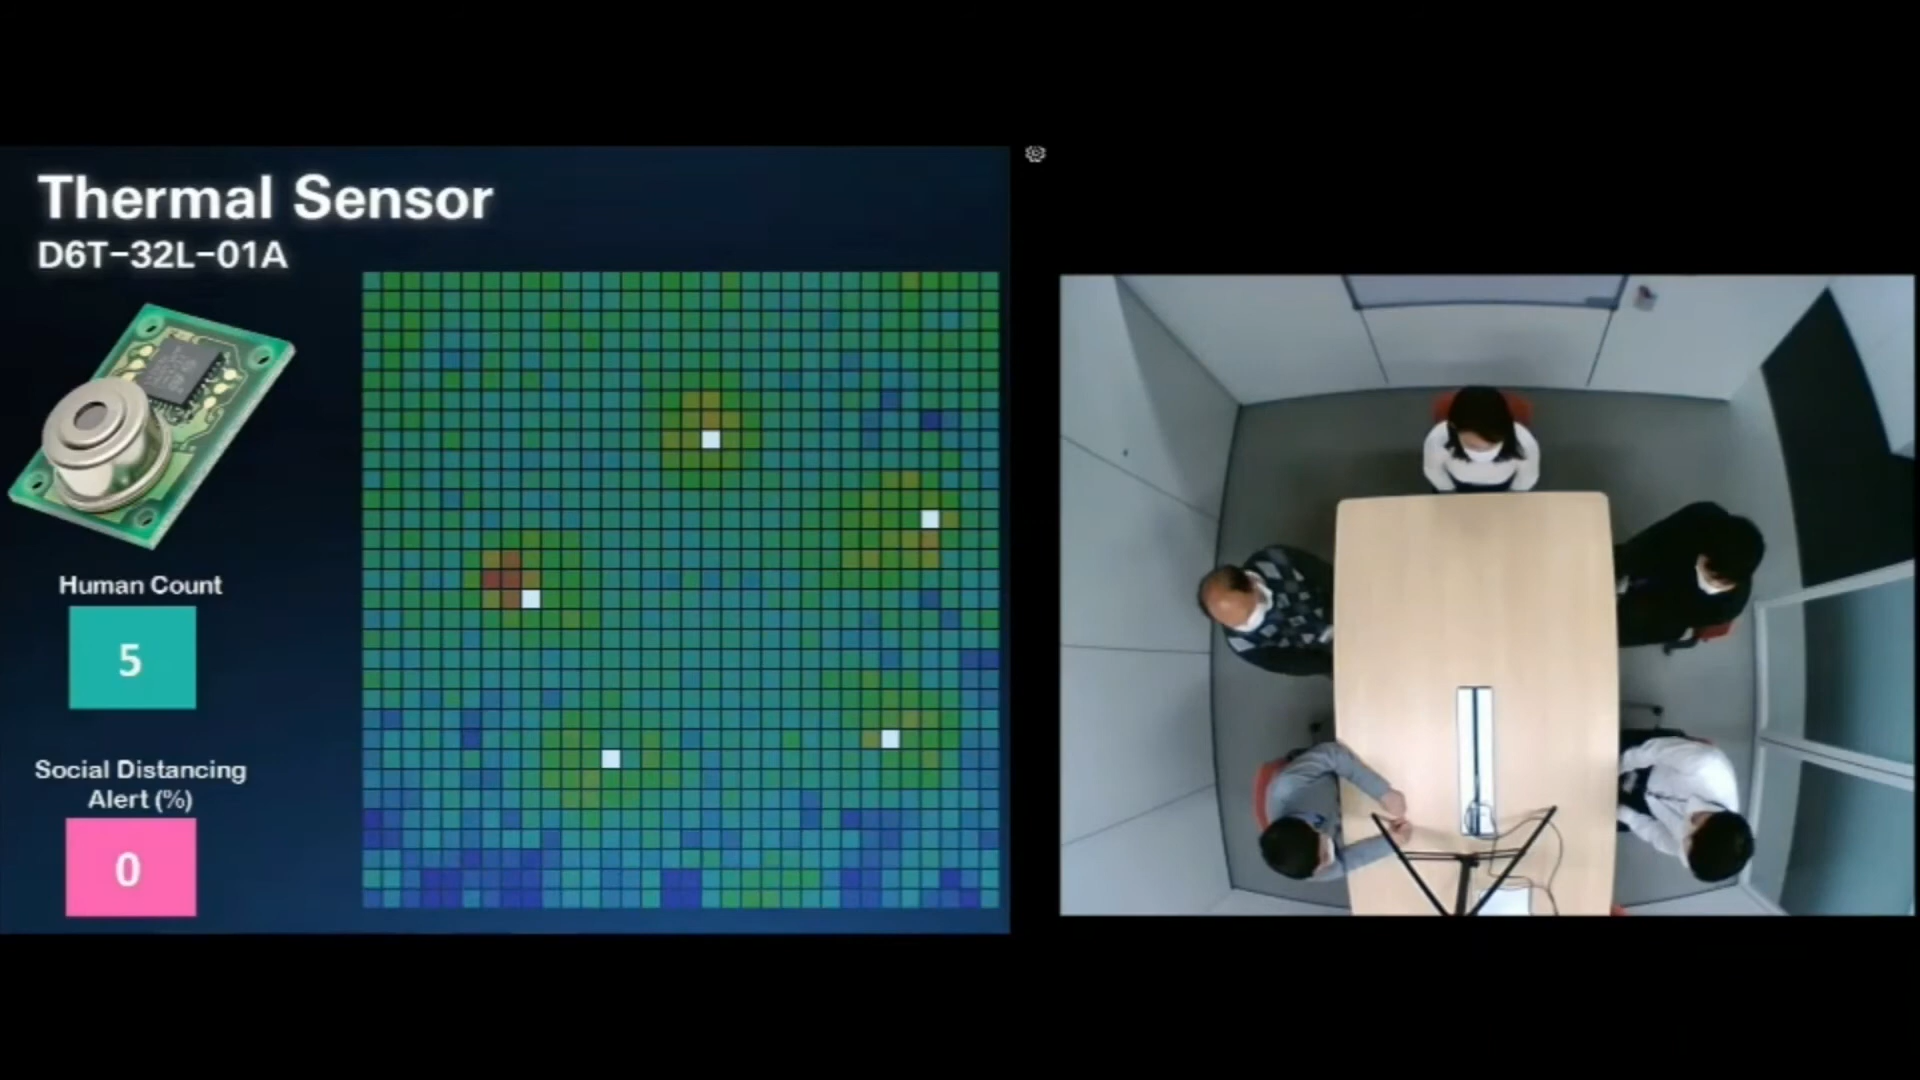 Thermal Sensor
D6T-32L-01A
Human Count
5
Social Distancing
Alert (%)
0